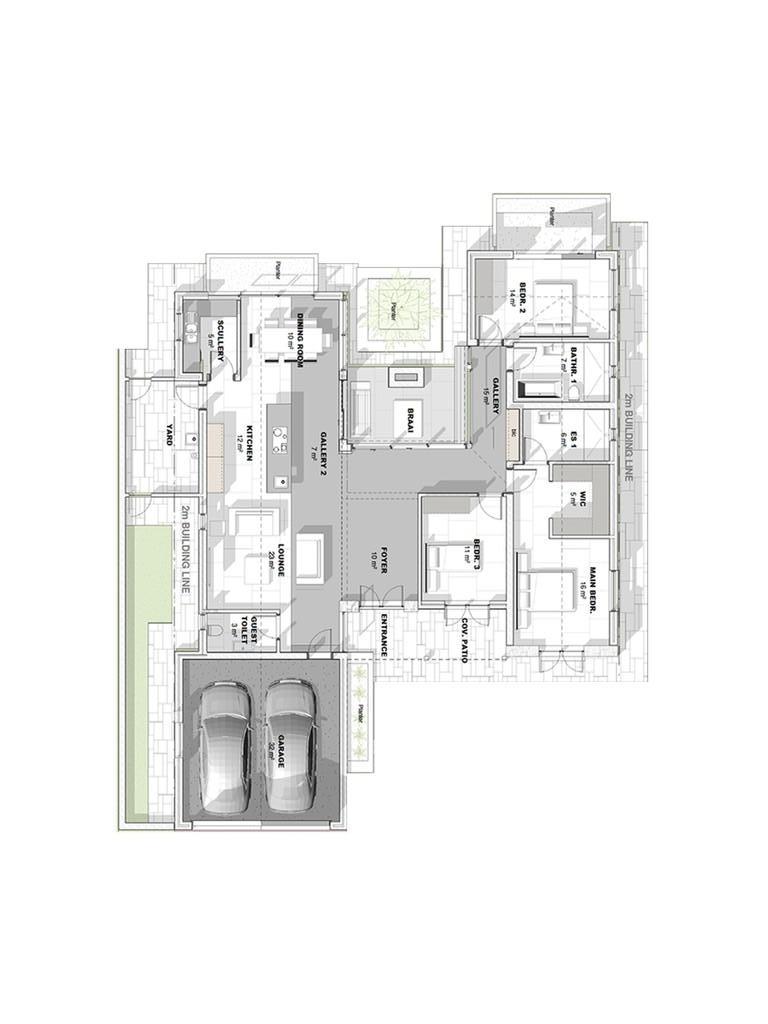 Planter
BEDR. 2
14 m²
Planter
Planter
DINING ROOM
10 m²
SCULLERY
5 m²
BATHR. 1
7 m²
GALLERY
15 m²
BRAAI
2m BUILDING LINE
YARD
KITCHEN
12 m²
GALLERY 2
7 m²
BIC
ES 1
6 m²
WIC
5 m²
2m BUILDING LINE
LOUNGE
23 m²
FOYER
10 m²
BEDR. 3
11 m²
MAIN BEDR.
16 m²
GUEST
TOILET
3 m²
ENTRANCE
COV. PATIO
Planter
GARAGE
32 m²